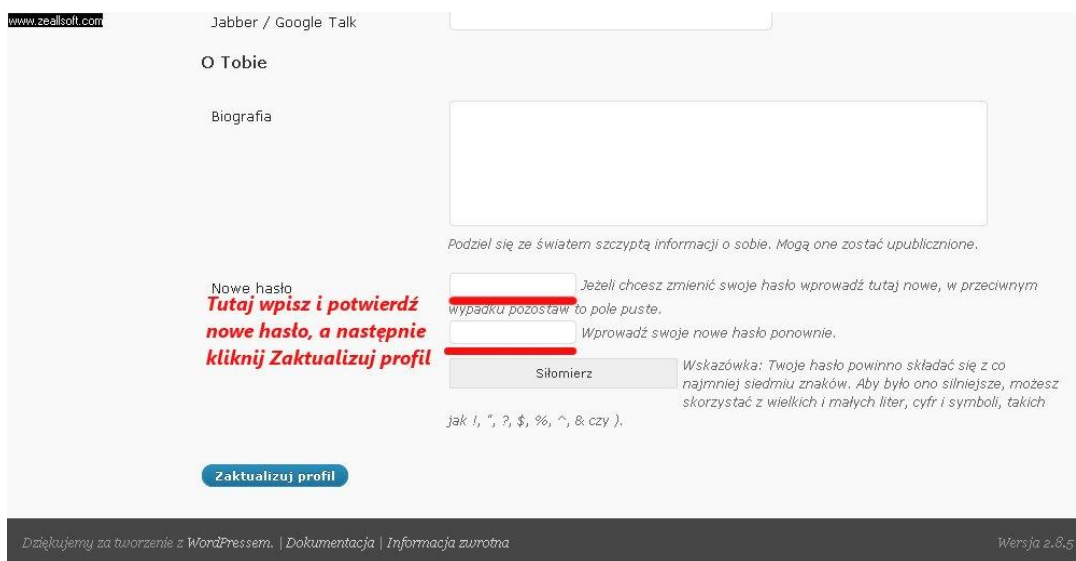 www.zeallsoft.com
Jabber / Google Talk
O Tobie
Biografia
Podziel się ze światem szczyptą informacji o sobie. Mogą one zostać upublicznione.
Nowe hasło
Jeżeli chcesz zmienić swoje hasło wprowadź tutaj nowe, w przeciwnym
wypadku pozostaw to pole puste.
Tutaj wpisz i potwierdź
nowe hasło, a następnie
kliknij Zaktualizuj profil
Wprowadź swoje nowe hasło ponownie.
Siłomierz
Wskazówka: Twoje hasło powinno składać się z co
najmniej siedmiu znaków. Aby było ono silniejsze, możesz
skorzystać z wielkich i małych liter, cyfr i symboli, takich
jak !, ", ?, $, %, ^, & czy ).
Zaktualizuj profil
Dziękujemy za tworzenie z WordPressem. | Dokumentacja | Informacja zwrotna
Wersja 2.8.5